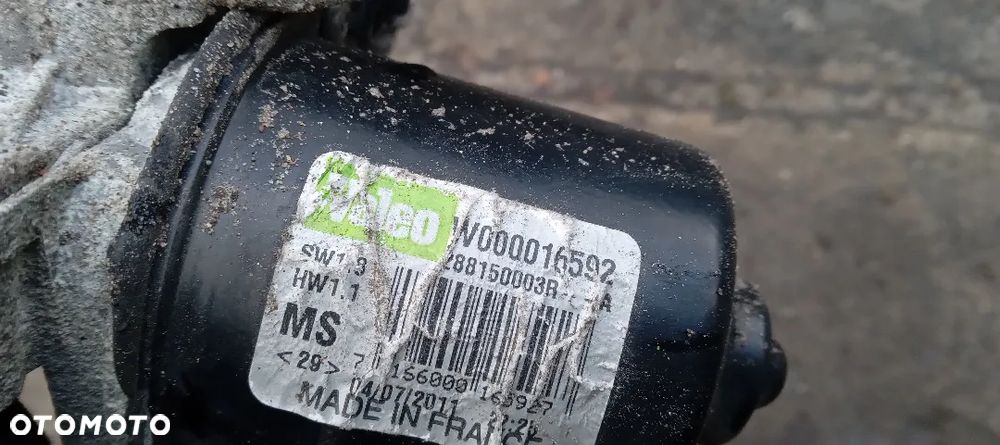 Valeo
W000016592
288150003R
SW1.3
HW1.1
MS
<29>
04/07/2011
MADE IN FRANCE
OTOMOTO